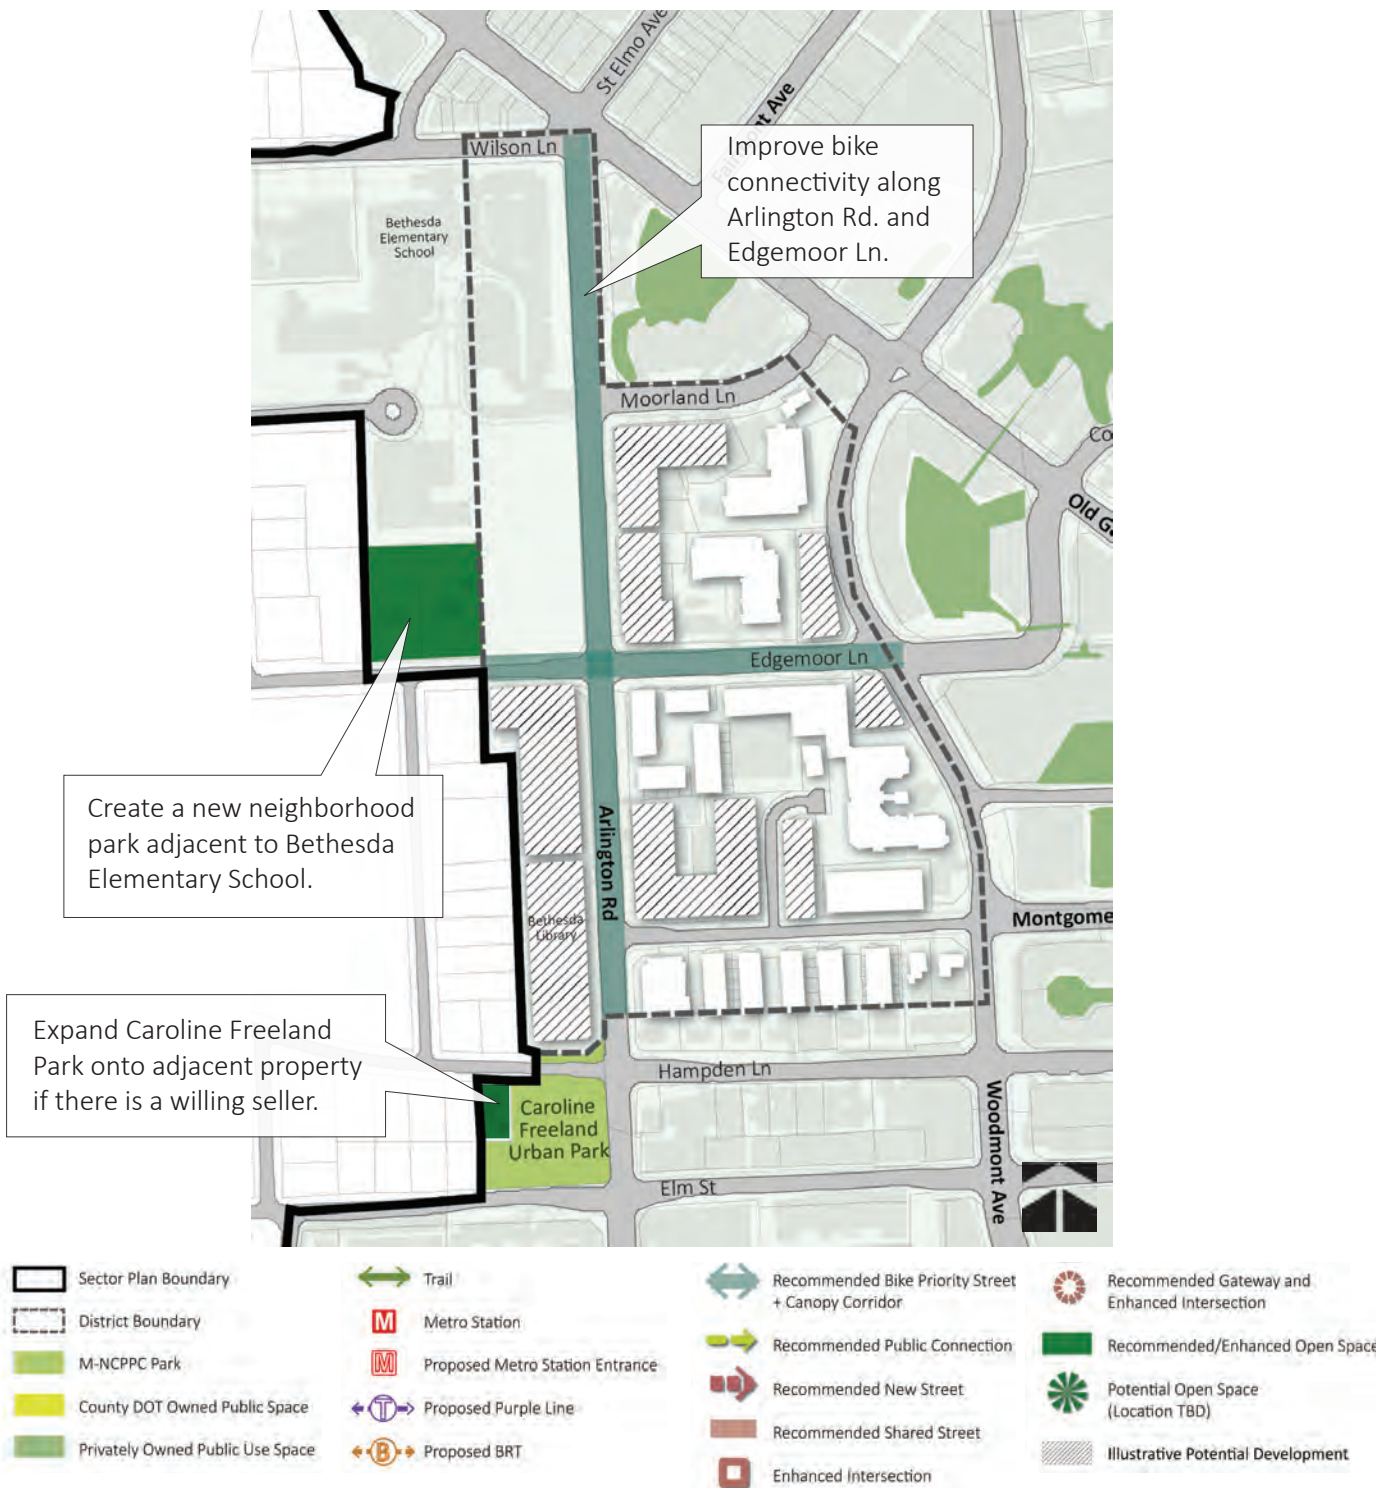 St Elmo Ave
nt Ave
Wilson Ln
Improve bike
connectivity along
Arlington Rd. and
Edgemoor Ln.
Bethesda
Elementary
School
Moorland Ln
Co
Old G
Edgemoor Ln
Create a new neighborhood
park adjacent to Bethesda
Elementary School.
Arlington Rd
Bethesda
Library
Montgome
Expand Caroline Freeland
Park onto adjacent property
if there is a willing seller.
Hampden Ln
Caroline
Freeland
Urban Park
Woodmont Ave
Elm St
Sector Plan Boundary
District Boundary
M-NCPPC Park
County DOT Owned Public Space
Privately Owned Public Use Space
Trail
M Metro Station
M Proposed Metro Station Entrance
T Proposed Purple Line
B Proposed BRT
Recommended Bike Priority Street
+ Canopy Corridor
Recommended Public Connection
Recommended New Street
Recommended Shared Street
Enhanced Intersection
Recommended Gateway and
Enhanced Intersection
Recommended/Enhanced Open Space
Potential Open Space
(Location TBD)
Illustrative Potential Development